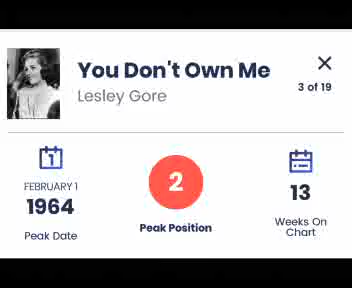 You Don't Own Me
Lesley Gore
3 of 19
1
FEBRUARY 1
1964
Peak Date
2
Peak Position
13
Weeks On
Chart